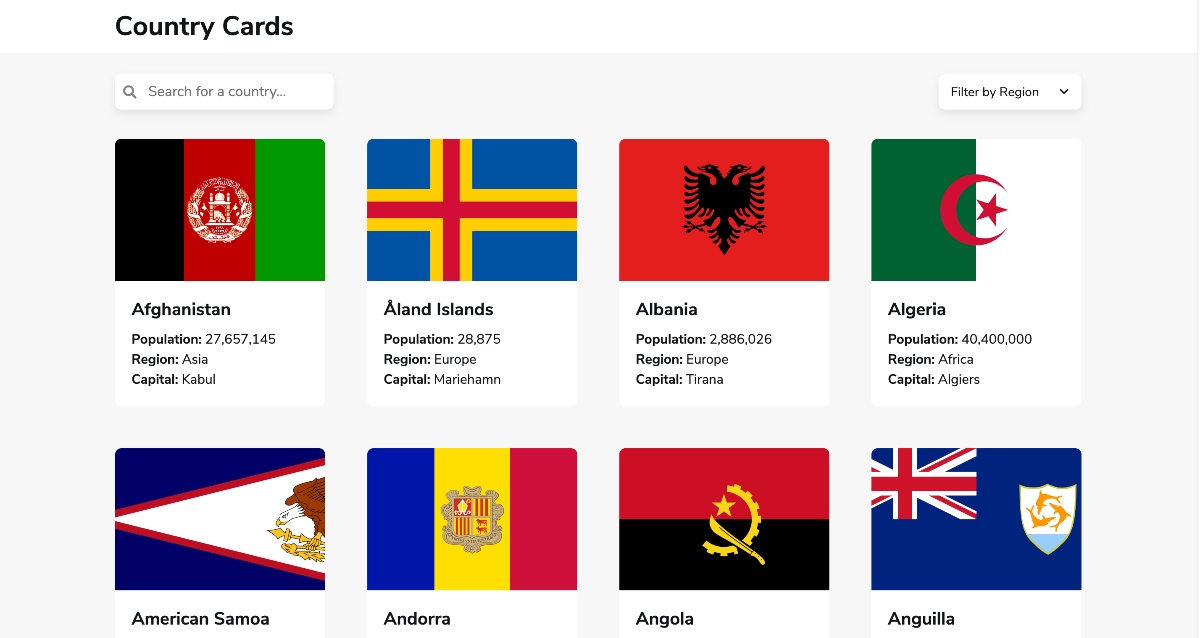 Country Cards
Search for a country...
Filter by Region
Afghanistan
Population: 27,657,145
Region: Asia
Capital: Kabul
Åland Islands
Population: 28,875
Region: Europe
Capital: Mariehamn
Albania
Population: 2,886,026
Region: Europe
Capital: Tirana
Algeria
Population: 40,400,000
Region: Africa
Capital: Algiers
American Samoa
Andorra
Angola
Anguilla